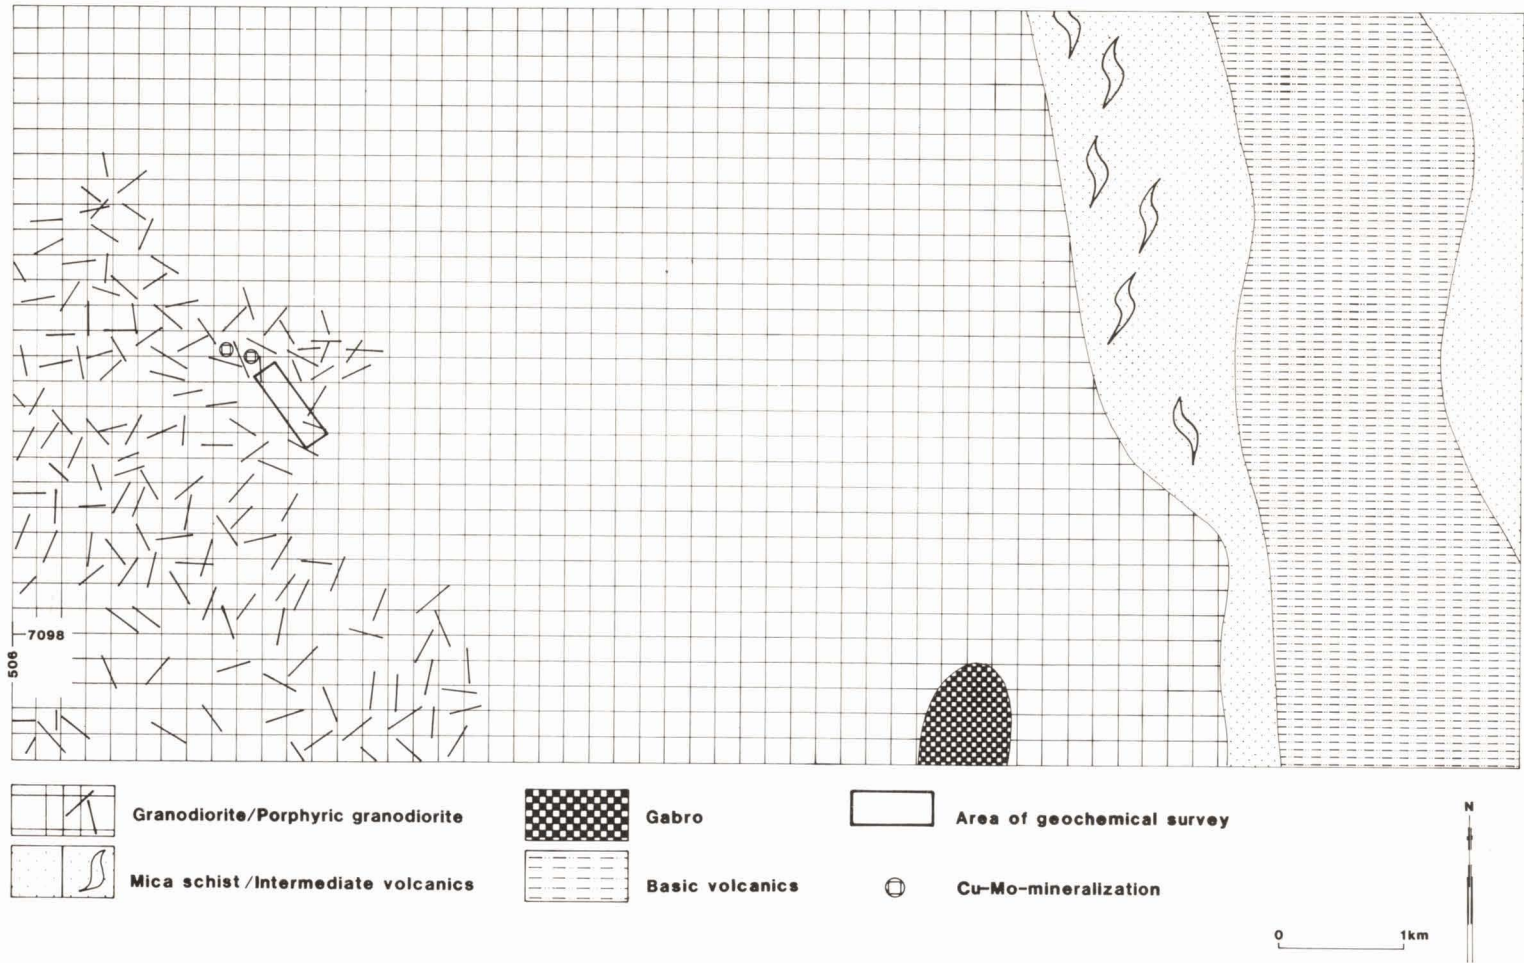 7098
506
Granodiorite/Porphyric granodiorite
Mica schist/Intermediate volcanics
Gabro
Basic volcanics
Area of geochemical survey
Cu-Mo-mineralization
N
0 1km